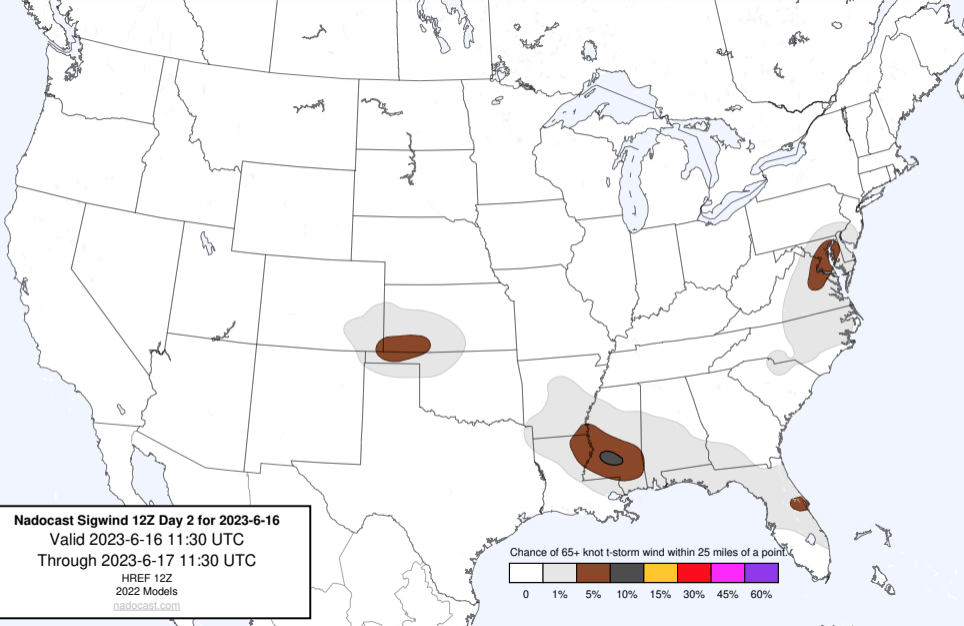 Nadocast Sigwind 12Z Day 2 for 2023-6-16
Valid 2023-6-16 11:30 UTC
Through 2023-6-17 11:30 UTC
HREF 12Z
2022 Models
nadocast.com
Chance of 65+ knot t-storm wind within 25 miles of a point.
0 1% 5% 10% 15% 30% 45% 60%